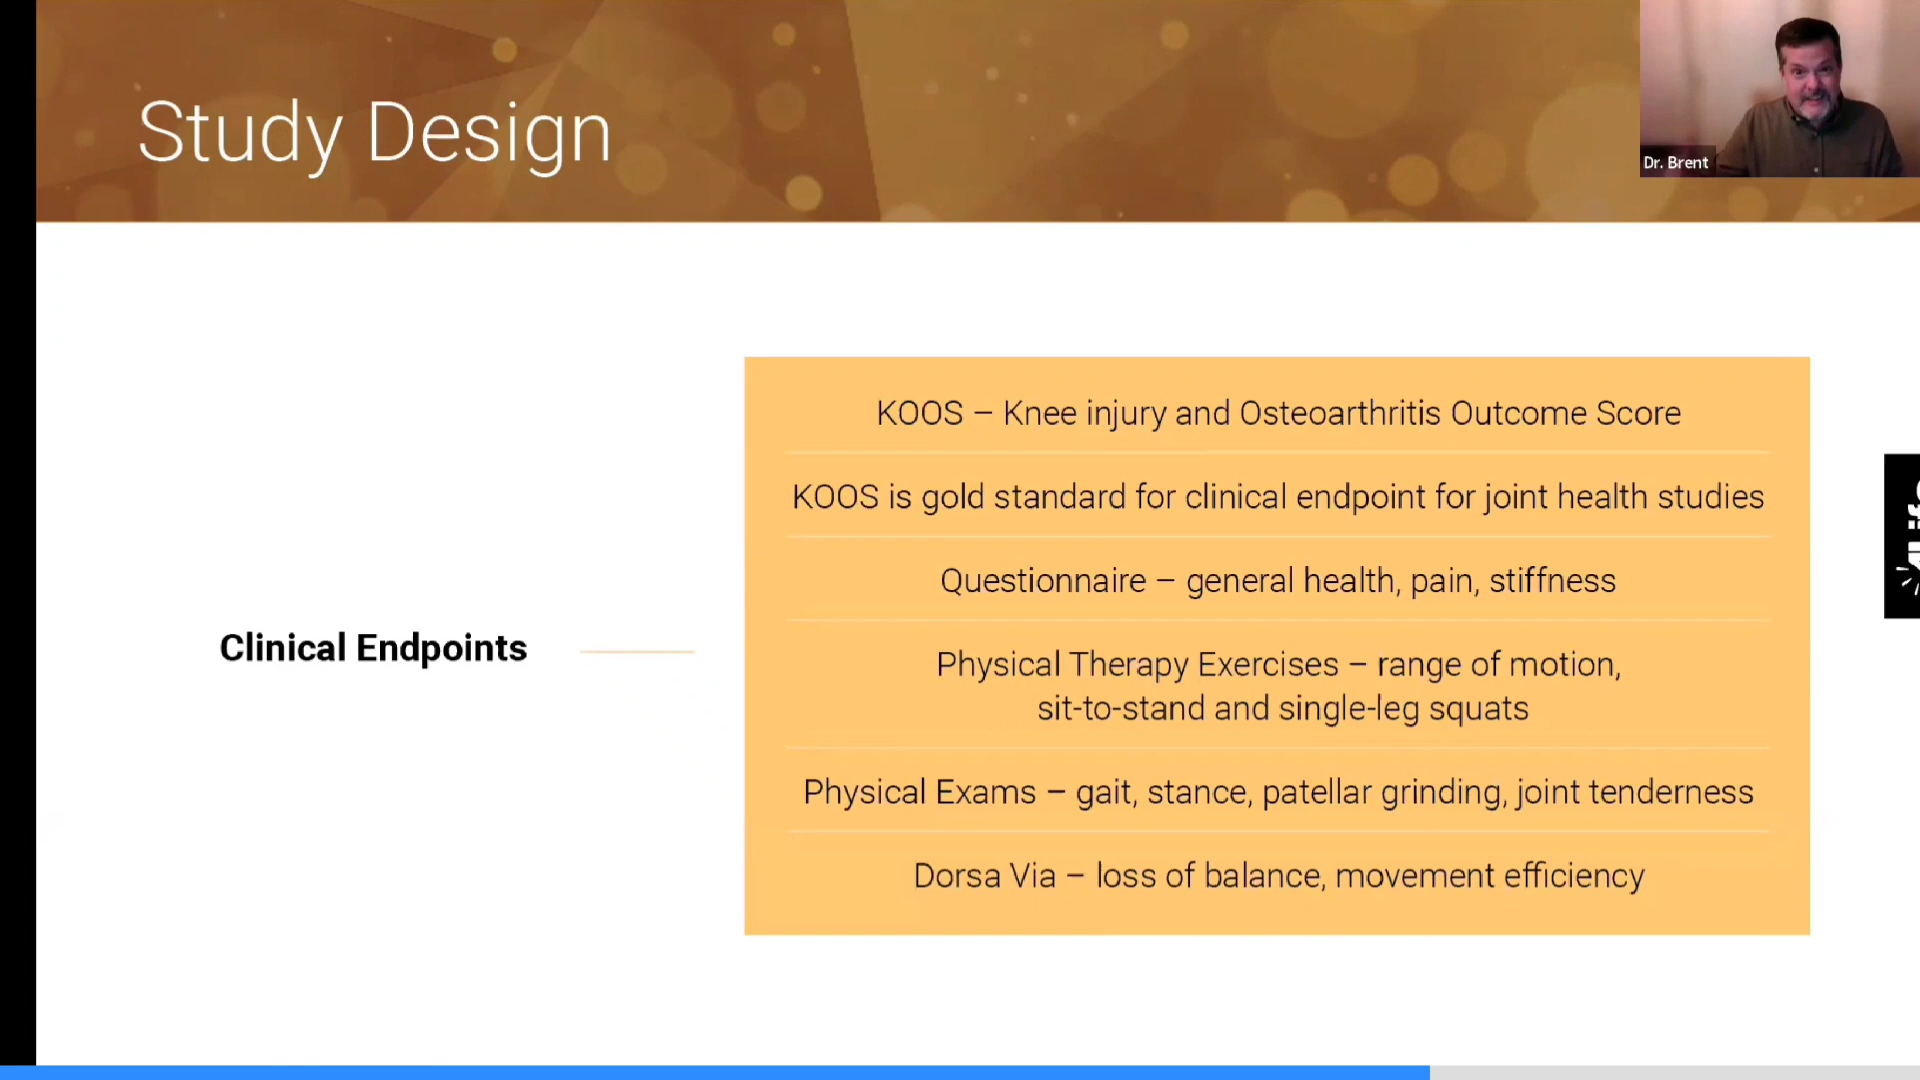 Study Design
Dr. Brent
KOOS – Knee injury and Osteoarthritis Outcome Score
KOOS is gold standard for clinical endpoint for joint health studies
Questionnaire – general health, pain, stiffness
Clinical Endpoints
Physical Therapy Exercises – range of motion,
sit-to-stand and single-leg squats
Physical Exams – gait, stance, patellar grinding, joint tenderness
Dorsa Via – loss of balance, movement efficiency